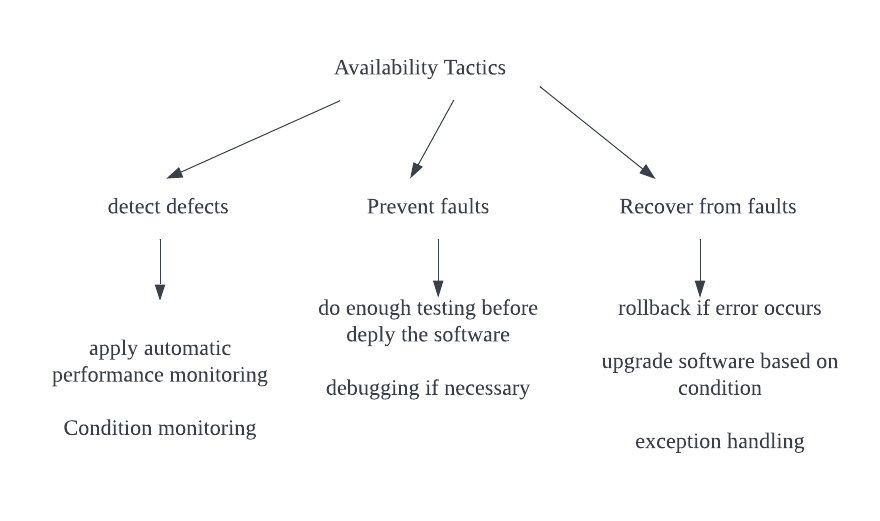 Availability Tactics
detect defects
Prevent faults
Recover from faults
apply automatic
performance monitoring
Condition monitoring
do enough testing before
deply the software
debugging if necessary
rollback if error occurs
upgrade software based on
condition
exception handling